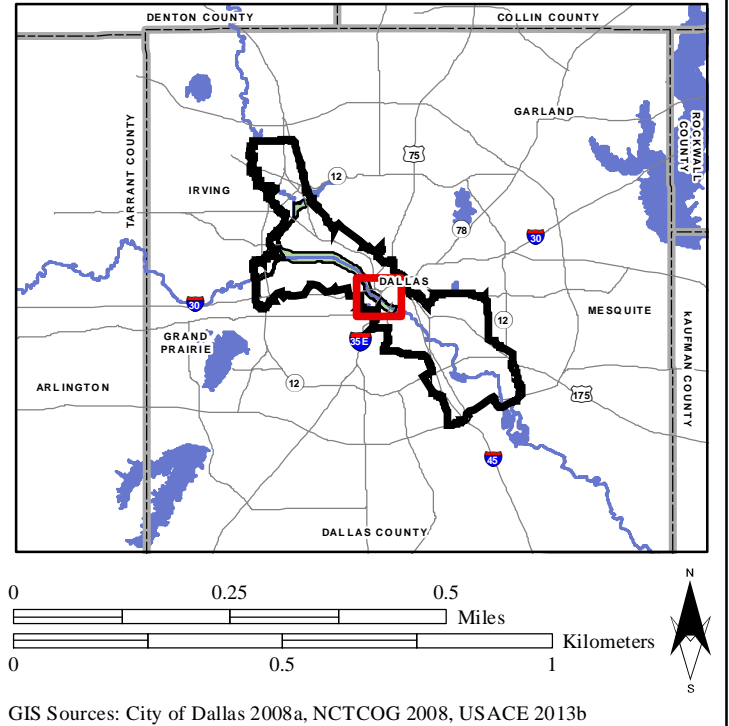 DENTON COUNTY
COLLIN COUNTY
GARLAND
ROCKWALL
COUNTY
TARRANT COUNTY
75
12
IRVING
78
30
DALLAS
30
12
MESQUITE
GRAND
PRAIRIE
35E
KAUFMAN COUNTY
ARLINGTON
12
175
45
DALLAS COUNTY
0 0.25 0.5
Miles
Kilometers
0 0.5 1
N
S
GIS Sources: City of Dallas 2008a, NCTCOG 2008, USACE 2013b